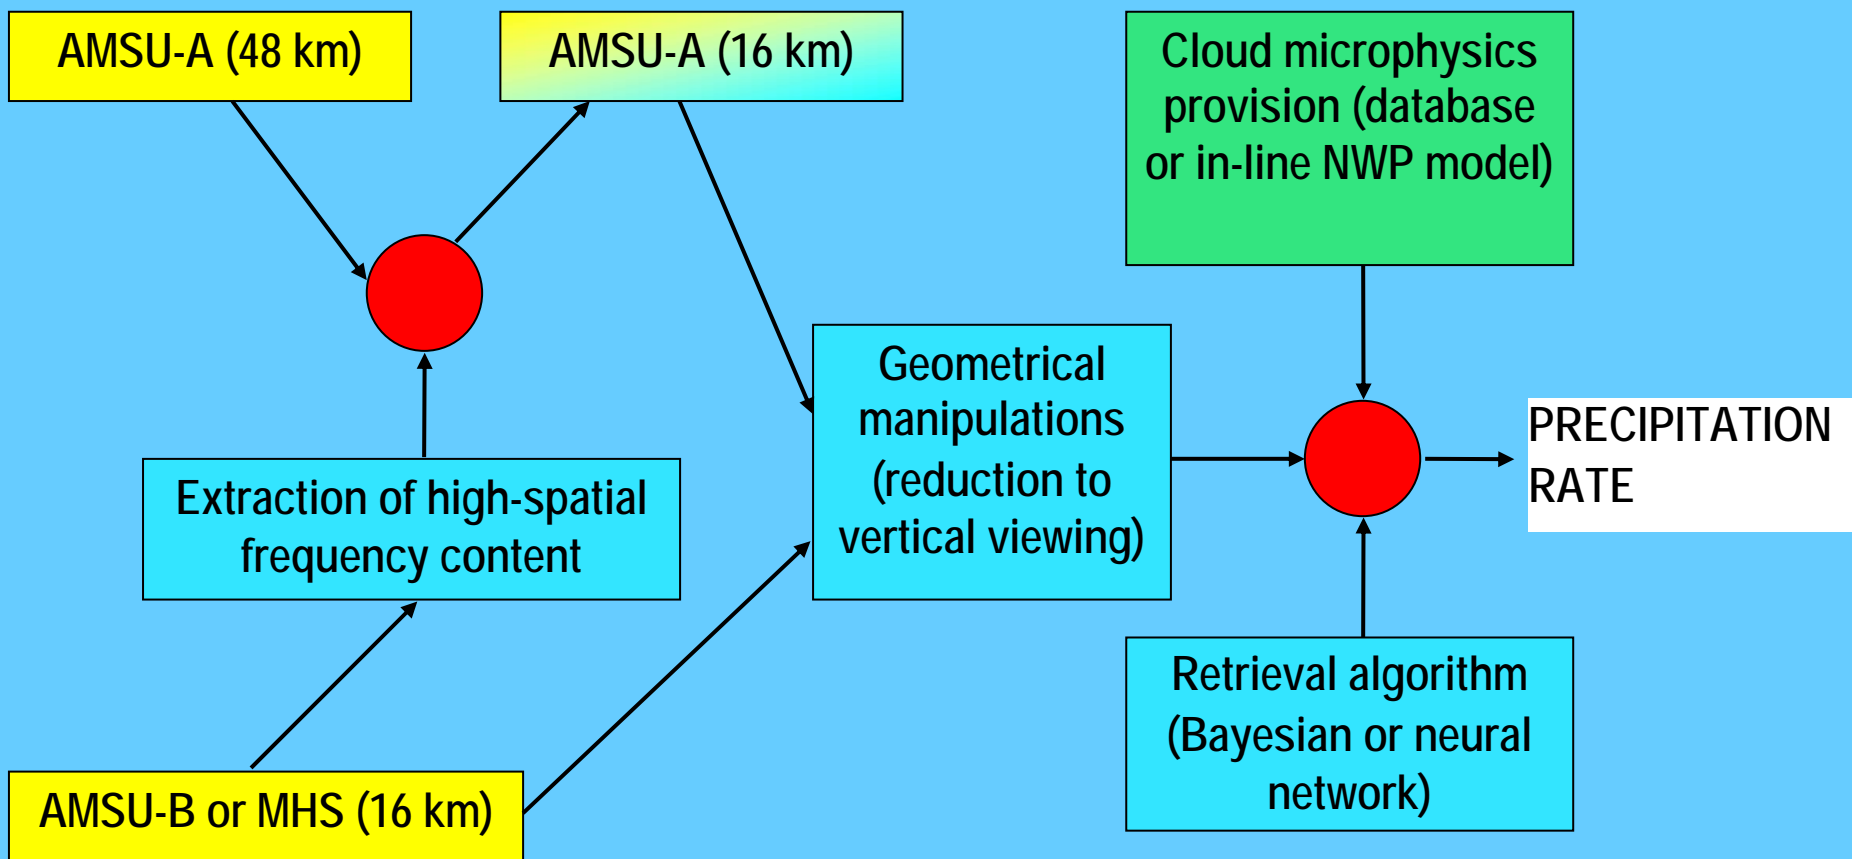 AMSU-A (48 km)
AMSU-A (16 km)
Cloud microphysics
provision (database
or in-line NWP model)
Geometrical
manipulations
(reduction to
vertical viewing)
PRECIPITATION
RATE
Extraction of high-spatial
frequency content
Retrieval algorithm
(Bayesian or neural
network)
AMSU-B or MHS (16 km)